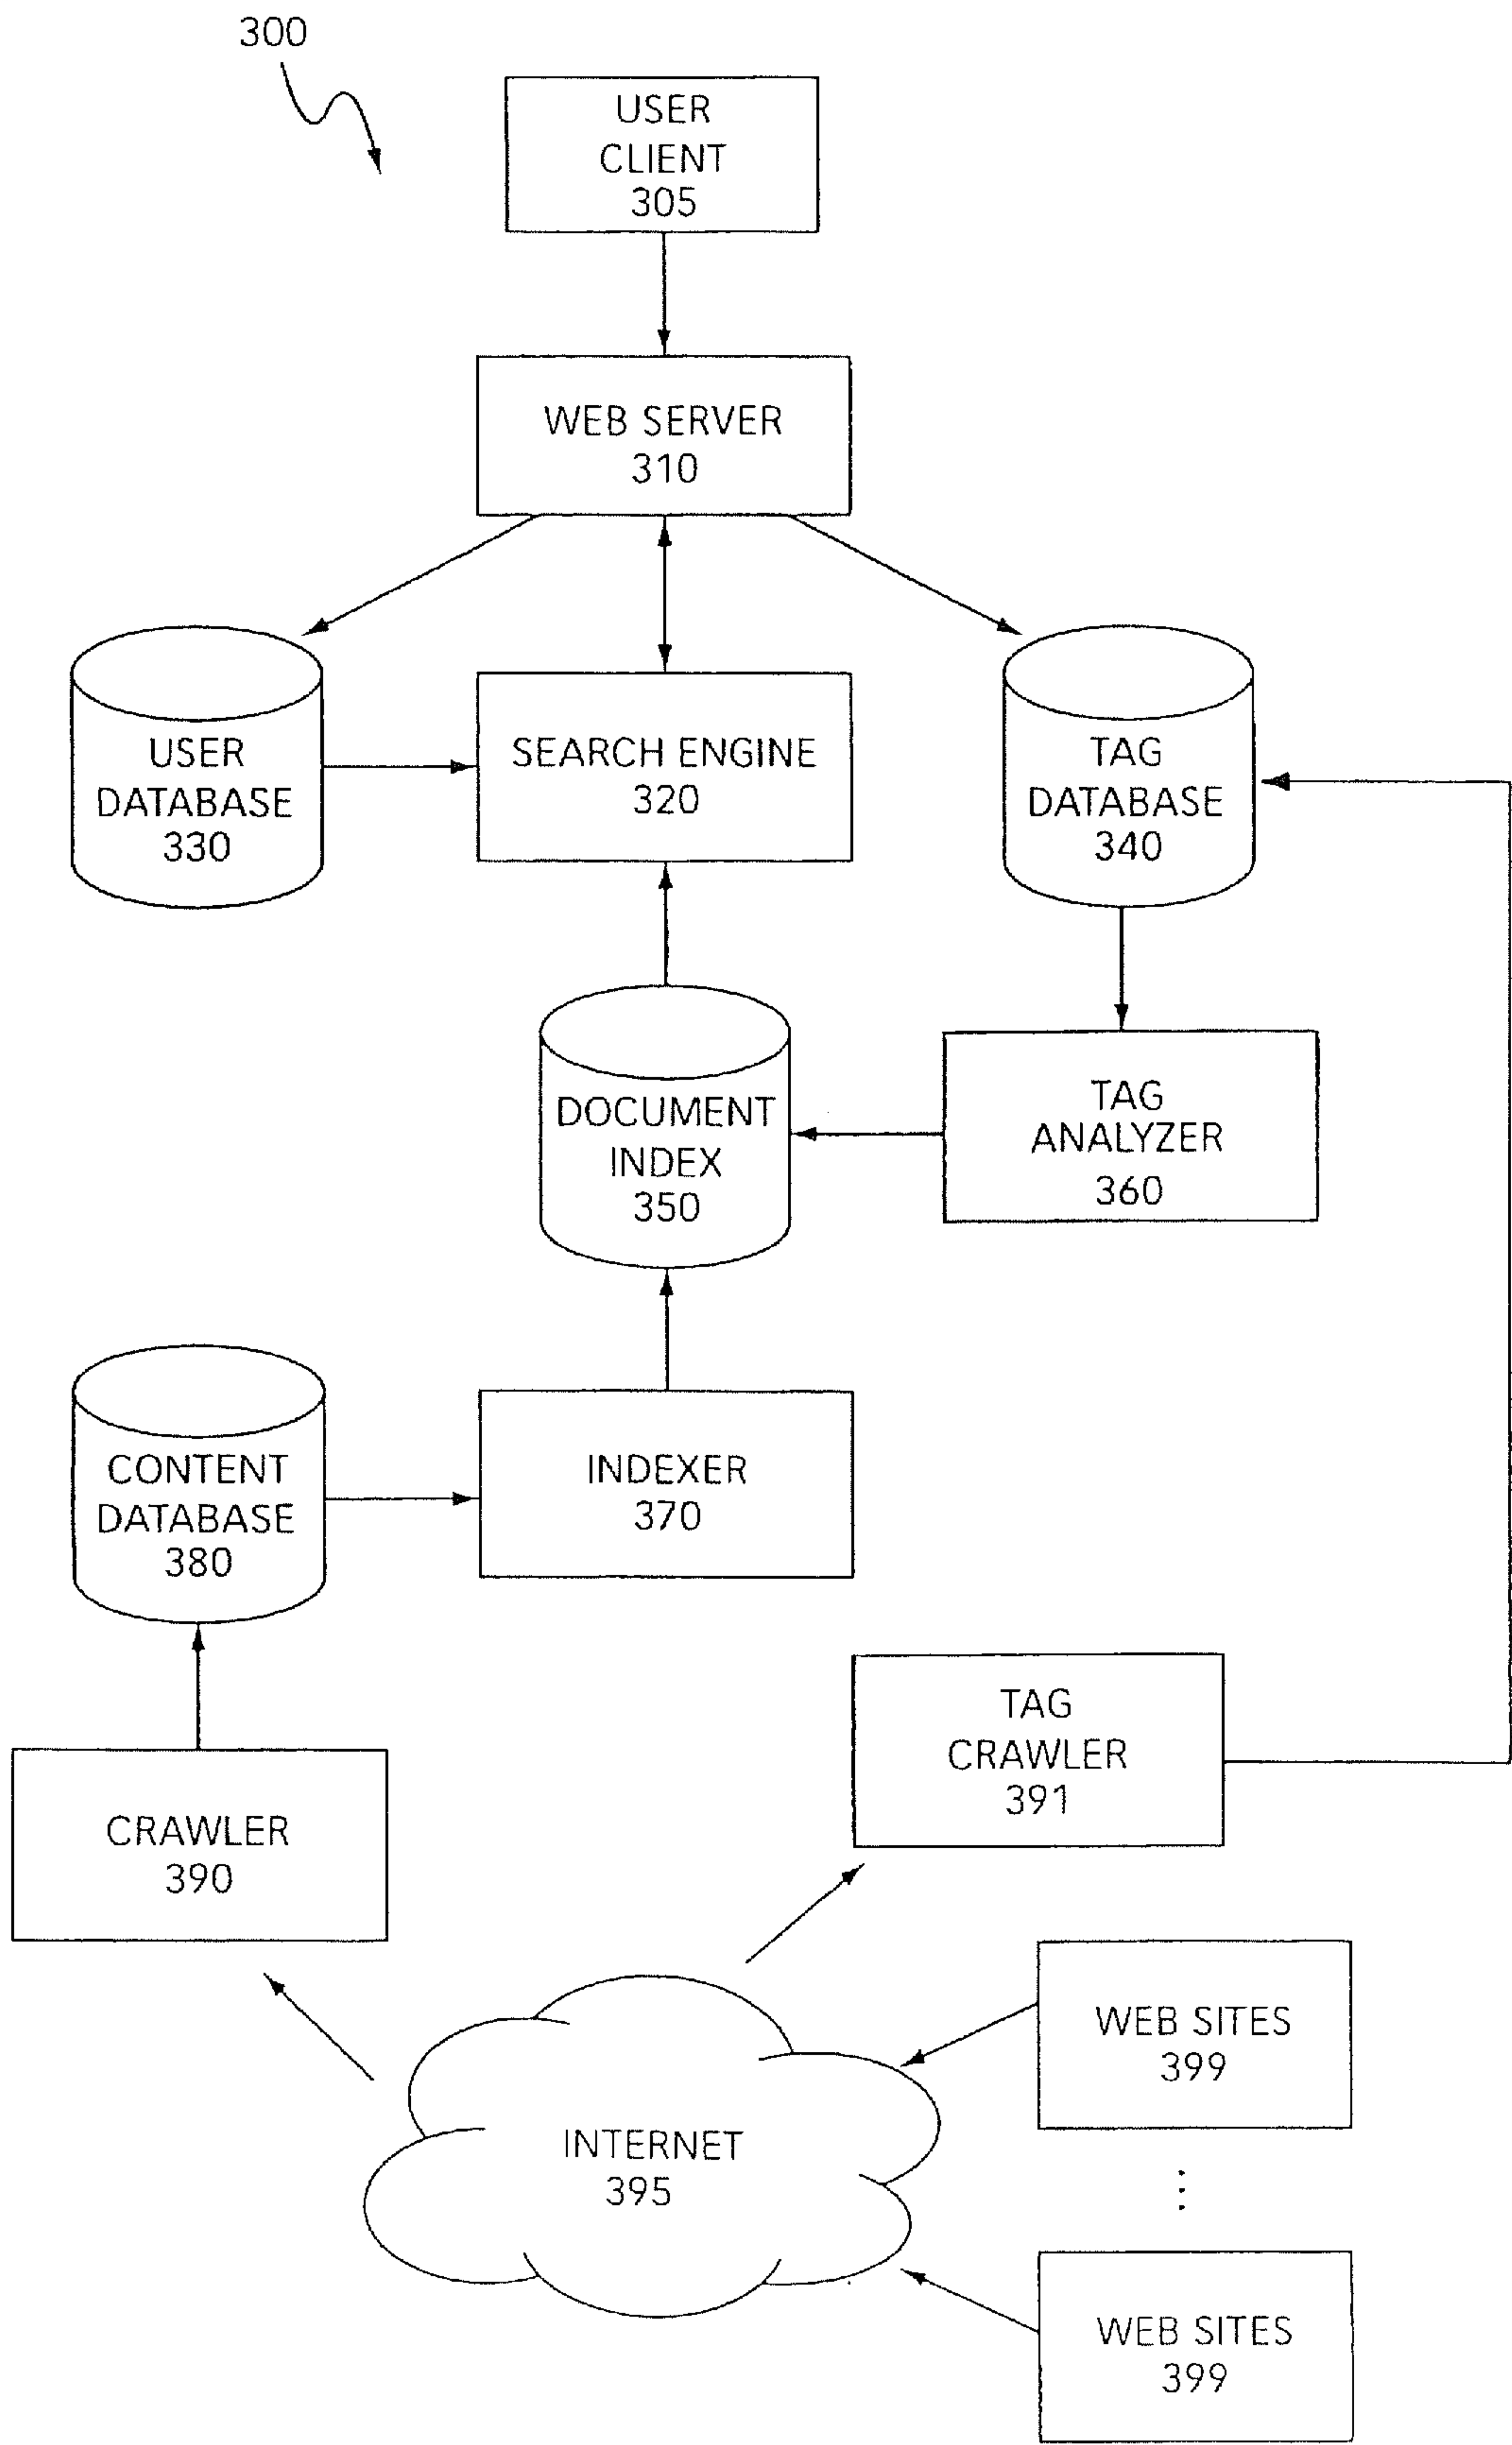 300
USER
CLIENT
305
WEB SERVER
310
USER
DATABASE
330
SEARCH ENGINE
320
TAG
DATABASE
340
DOCUMENT
INDEX
350
TAG
ANALYZER
360
CONTENT
DATABASE
380
INDEXER
370
TAG
CRAWLER
391
CRAWLER
390
WEB SITES
399
INTERNET
395
WEB SITES
399